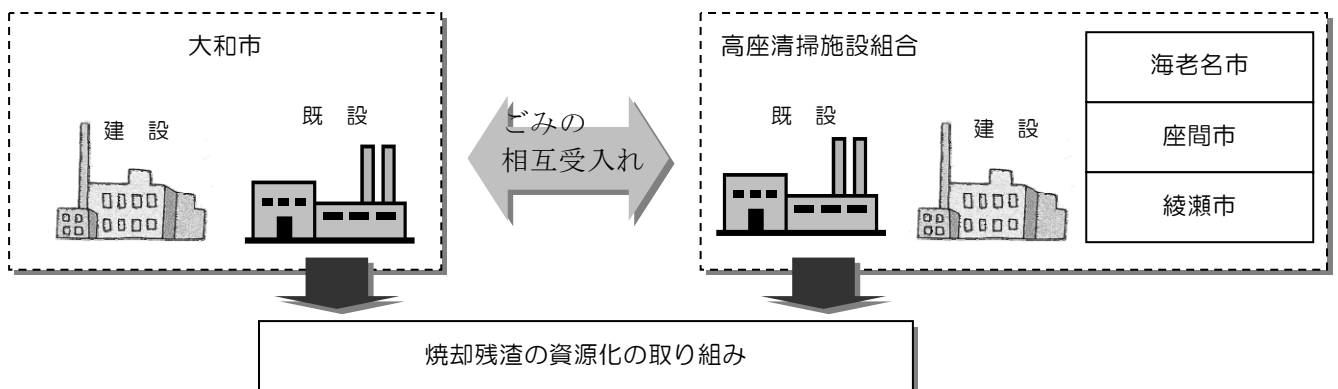 大和市
建　設
既　設
ごみの
相互受入れ
高座清掃施設組合
既　設
建　設
海老名市
座間市
綾瀬市
焼却残渣の資源化の取り組み